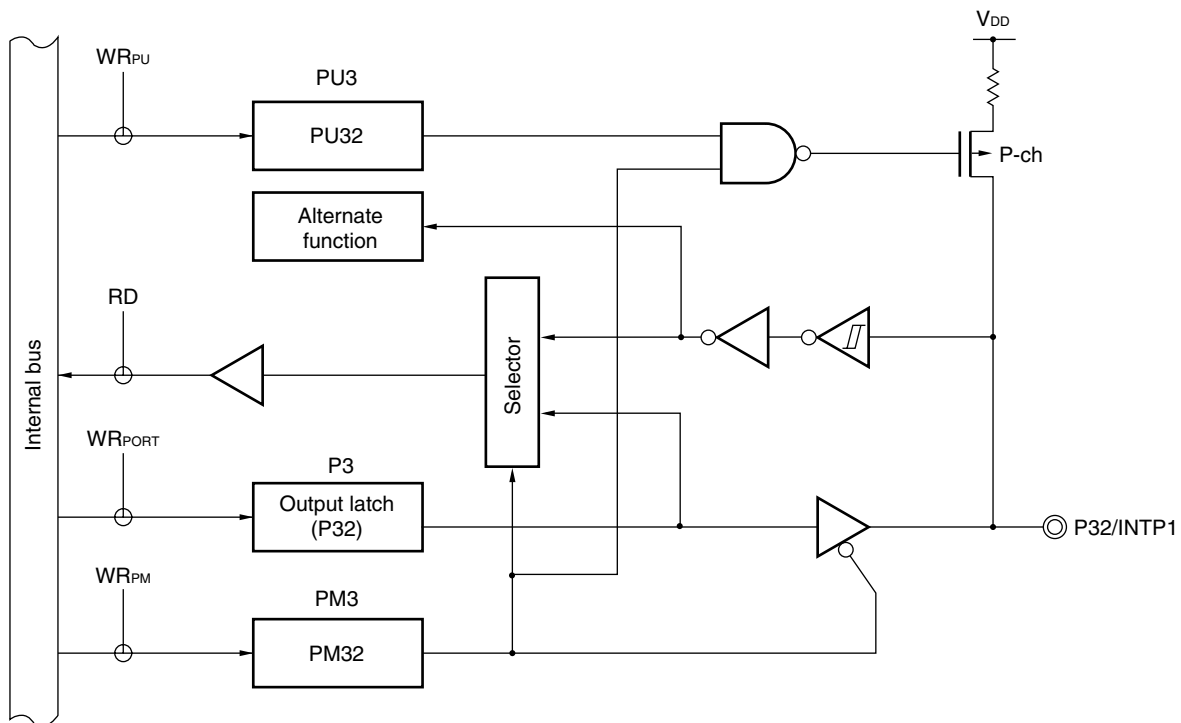 VDD
WRPU
PU3
PU32
P-ch
Alternate
function
RD
Internal bus
Selector
WRPORT
P3
Output latch
(P32)
P32/INTP1
WRPM
PM3
PM32